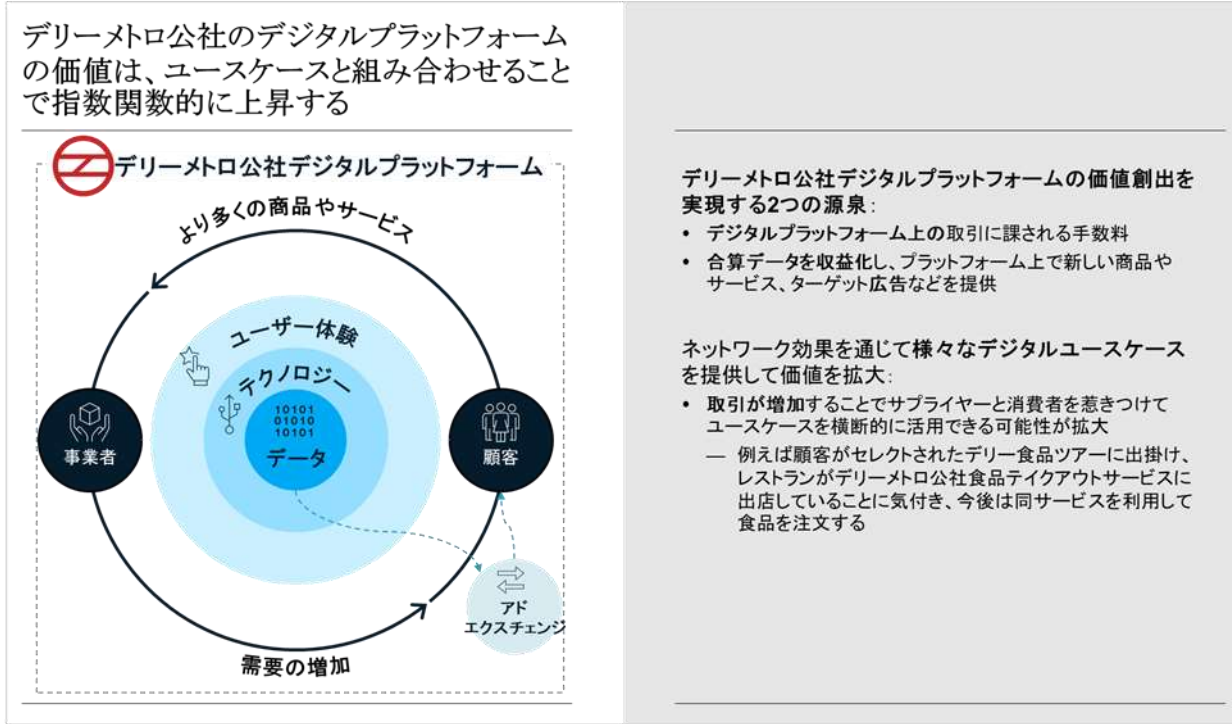 デリーメトロ公社のデジタルプラットフォーム
の価値は、ユースケースと組み合わせること
で指数関数的に上昇する
デリーメトロ公社デジタルプラットフォーム
より多くの商品やサービス
ユーザー体験
テクノロジー
10101
01010
10101
データ
事業者
顧客
アド
エクスチェンジ
需要の増加
デリーメトロ公社デジタルプラットフォームの価値創出を
実現する2つの源泉:
• デジタルプラットフォーム上の取引に課される手数料
• 合算データを収益化し、プラットフォーム上で新しい商品や
サービス、ターゲット広告などを提供
ネットワーク効果を通じて様々なデジタルユースケース
を提供して価値を拡大:
• 取引が増加することでサプライヤーと消費者を惹きつけて
ユースケースを横断的に活用できる可能性が拡大
— 例えば顧客がセレクトされたデリー食品ツアーに出掛け、
レストランがデリーメトロ公社食品テイクアウトサービスに
出店していることに気付き、今後は同サービスを利用して
食品を注文する